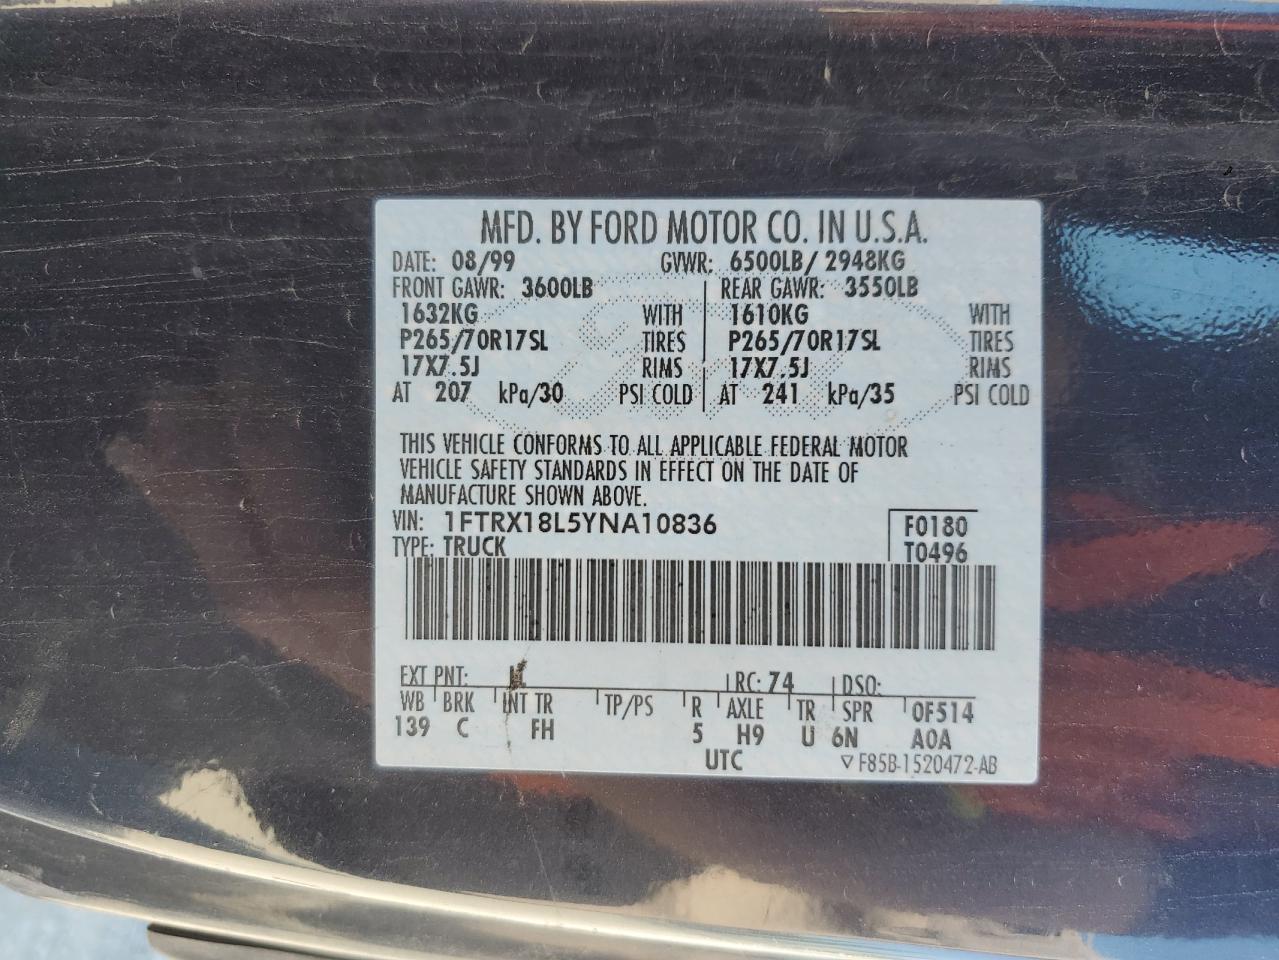 MFD. BY FORD MOTOR CO. IN U.S.A.
DATE: 08/99 GVWR: 6500LB/ 2948KG
FRONT GAWR: 3600LB REAR GAWR: 3550LB
1632KG WITH 1610KG WITH
P265/70R17SL TIRES P265/70R17SL TIRES
17X7.5J RIMS 17X7.5J RIMS
AT 207 kPa/30 PSI COLD AT 241 kPa/35 PSI COLD
THIS VEHICLE CONFORMS TO ALL APPLICABLE FEDERAL MOTOR
VEHICLE SAFETY STANDARDS IN EFFECT ON THE DATE OF
MANUFACTURE SHOWN ABOVE.
VIN: 1FTRX18L5YNA10836 F0180
TYPE: TRUCK T0496
EXT PNT: RC: 74 DSO:
WB BRK INT TR TP/PS R AXLE TR SPR 0F514
139 C FH 5 H9 U 6N A0A
UTC ▽F85B-1520472-AB